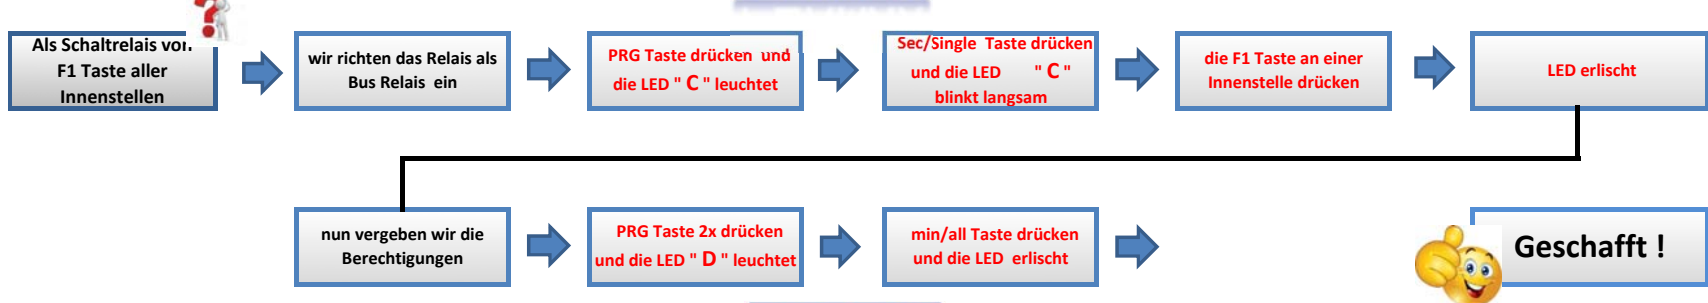 Als Schaltrelais von
F1 Taste aller
Innenstellen
wir richten das Relais als
Bus Relais ein
PRG Taste drücken und
die LED " C " leuchtet
Sec/Single Taste drücken
und die LED " C "
blinkt langsam
die F1 Taste an einer
Innenstelle drücken
LED erlischt
nun vergeben wir die
Berechtigungen
PRG Taste 2x drücken
und die LED " D " leuchtet
min/all Taste drücken
und die LED erlischt
Geschafft !